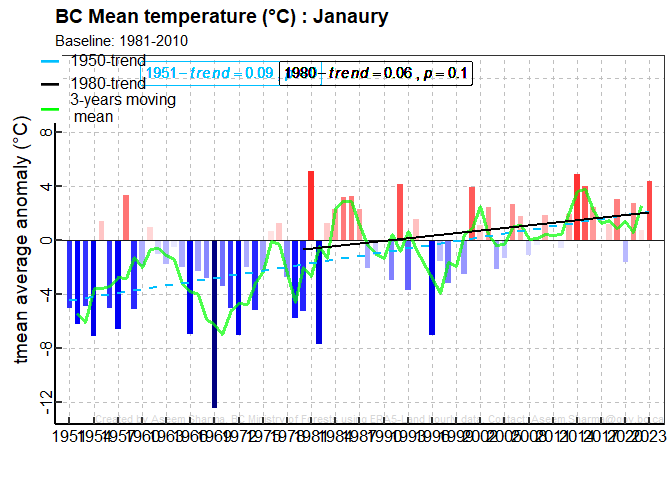 BC Mean temperature (°C) : Janaury
Baseline: 1981-2010
1950-trend
1980-trend
3-years moving
mean
1951-trend = 0.09 , p
1980-trend = 0.06 , p = 0.1
tmean average anomaly (°C)
8
4
0
-4
-8
-12
1951 1954 1957 1960 1963 1966 1969 1972 1975 1978 1981 1984 1987 1990 1993 1996 1999 2002 2005 2008 2011 2014 2017 2020 2023